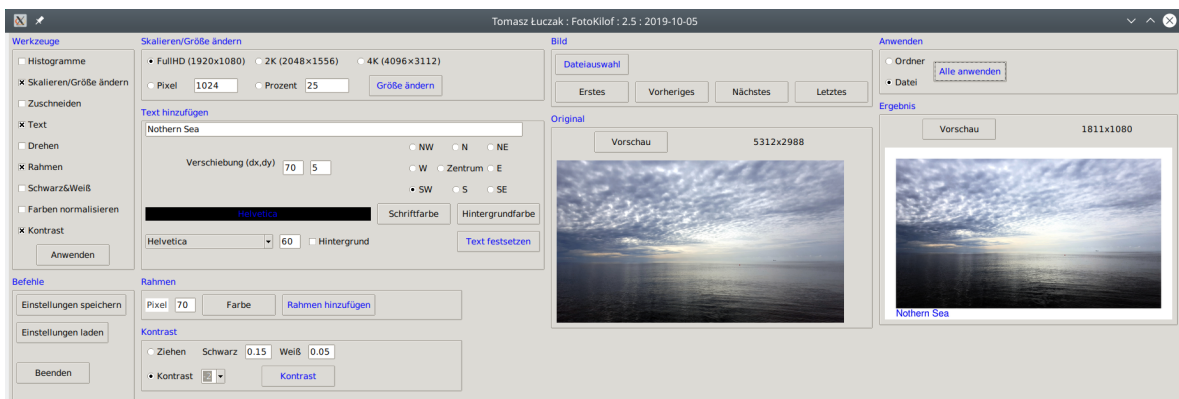 Tomasz Łuczak : FotoKilof : 2.5 : 2019-10-05
Werkzeuge
Histogramme
Skalieren/Größe ändern
Zuschneiden
Text
Drehen
Rahmen
Schwarz&Weiß
Farben normalisieren
Kontrast
Anwenden
Befehle
Einstellungen speichern
Einstellungen laden
Beenden
Skalieren/Größe ändern
FullHD (1920x1080) 2K (2048×1556) 4K (4096×3112)
Pixel 1024 Prozent 25 Größe ändern
Text hinzufügen
Nothern Sea
NW N NE
Verschiebung (dx,dy) 70 5
W Zentrum E
SW S SE
Helvetica Schriftfarbe Hintergrundfarbe
Helvetica 60 Hintergrund Text festsetzen
Rahmen
Pixel 70 Farbe Rahmen hinzufügen
Kontrast
Ziehen Schwarz 0.15 Weiß 0.05
Kontrast Kontrast
Bild
Dateiauswahl
Erstes Vorheriges Nächstes Letztes
Original
Vorschau 5312x2988
Anwenden
Ordner
Datei
Alle anwenden
Ergebnis
Vorschau 1811x1080
Nothern Sea